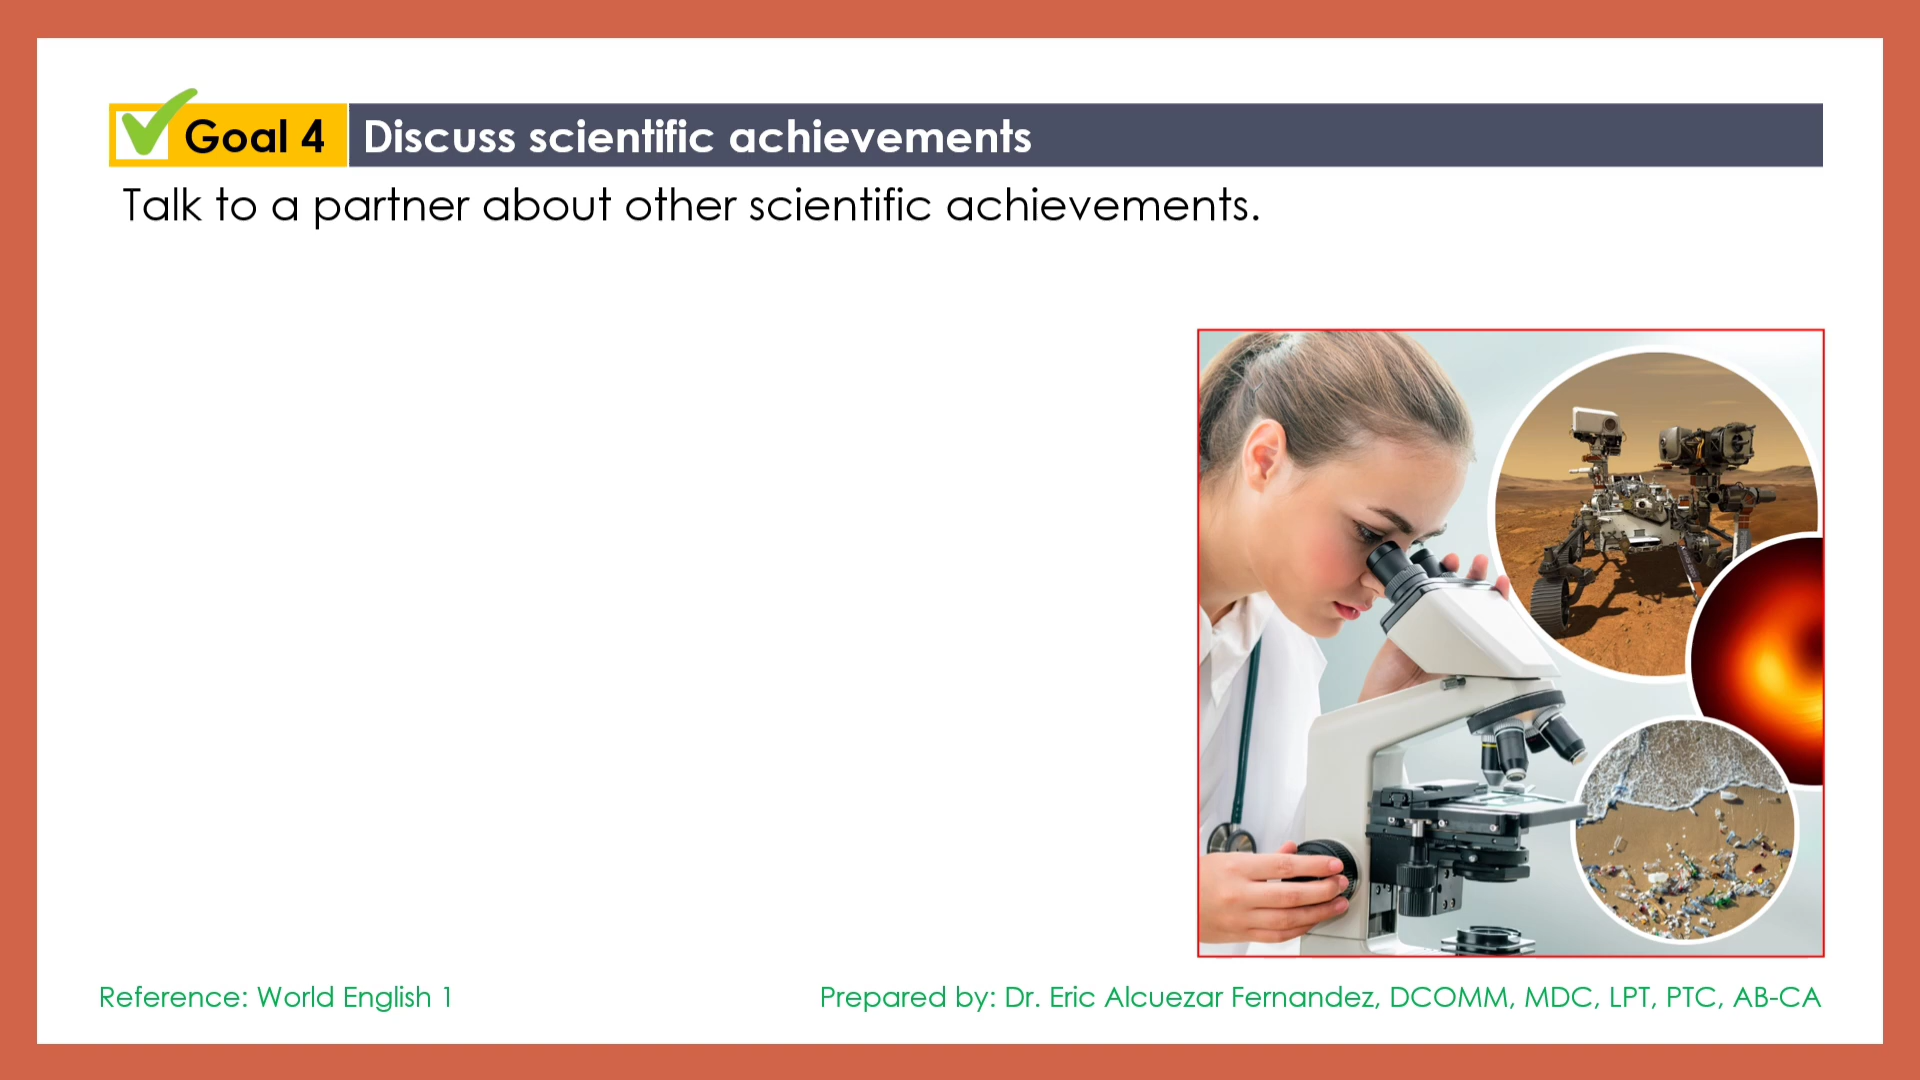 Goal 4 Discuss scientific achievements
Talk to a partner about other scientific achievements.
Reference: World English 1
Prepared by: Dr. Eric Alcuezar Fernandez, DCOMM, MDC, LPT, PTC, AB-CA